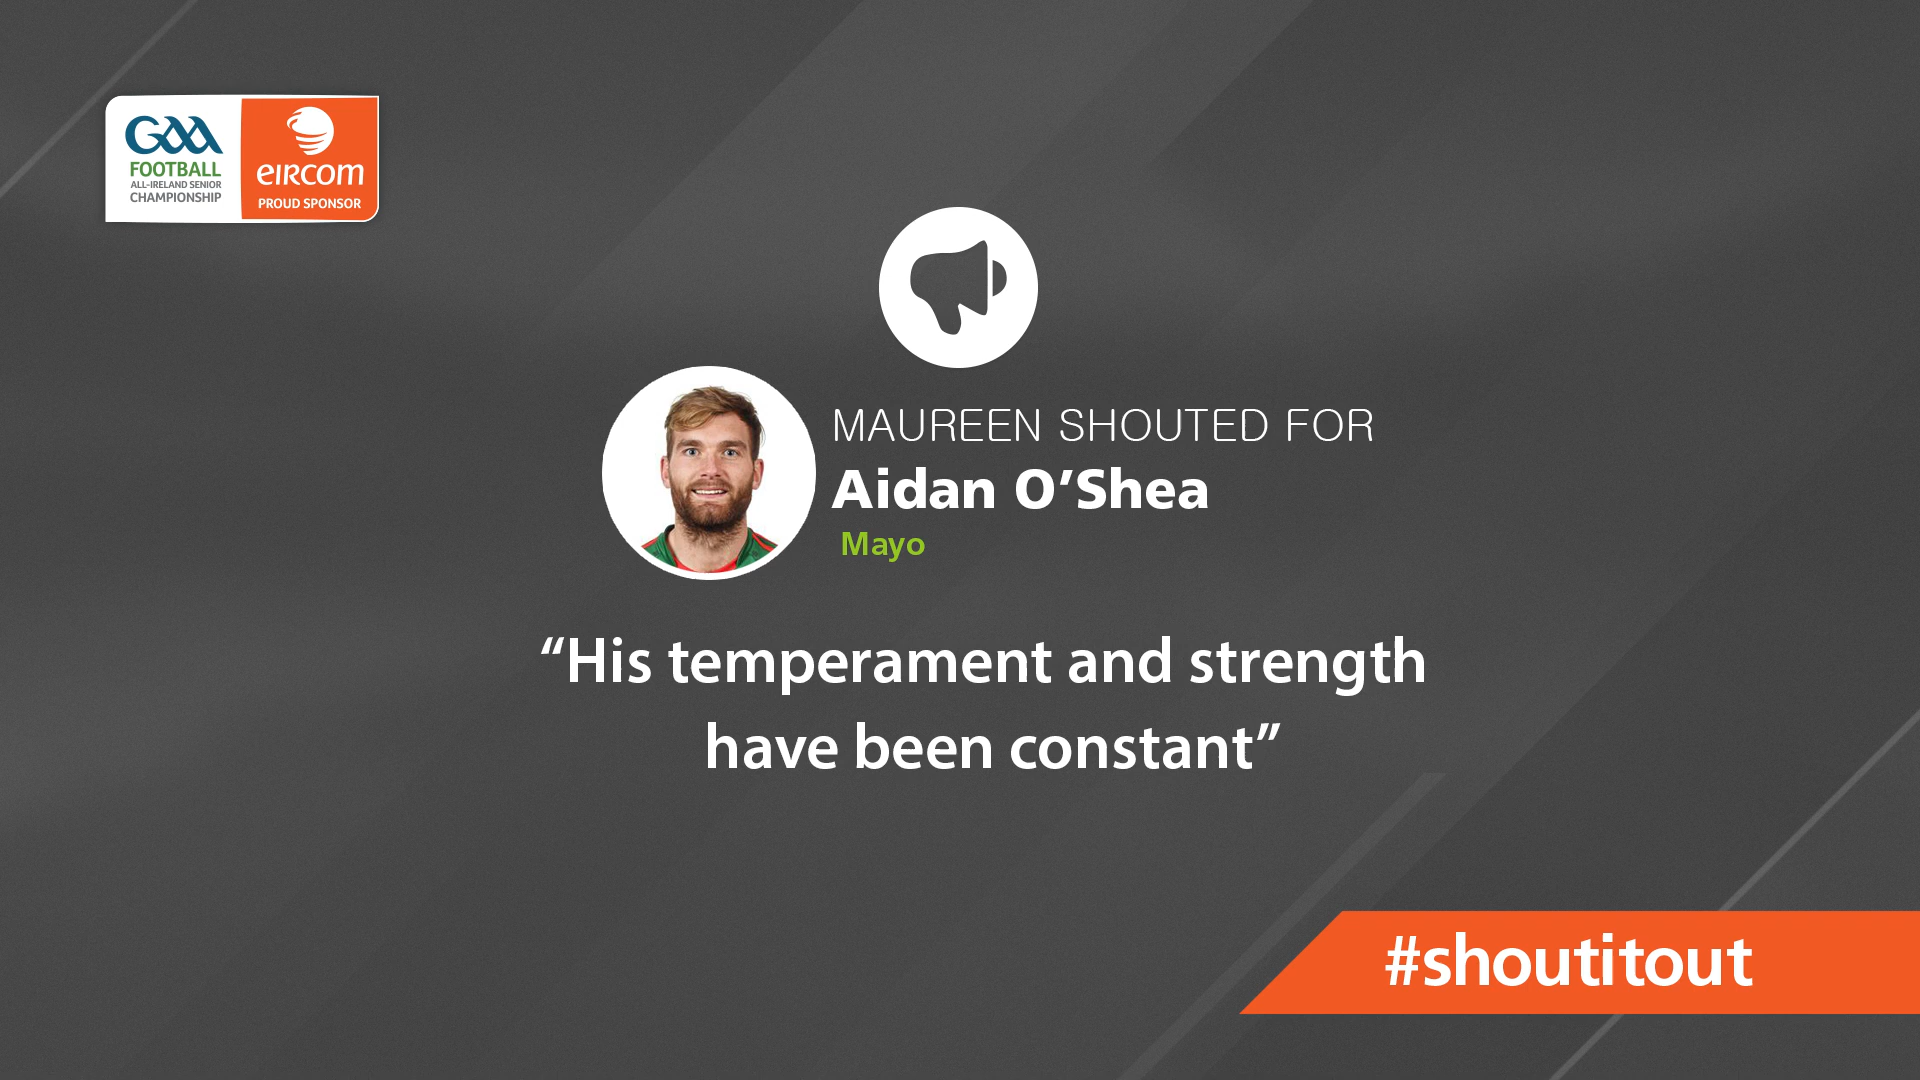 GAA
FOOTBALL
ALL-IRELAND SENIOR
CHAMPIONSHIP
eircom
PROUD SPONSOR
MAUREEN SHOUTED FOR
Aidan O’Shea
Mayo
“His temperament and strength
have been constant”
#shoutitout